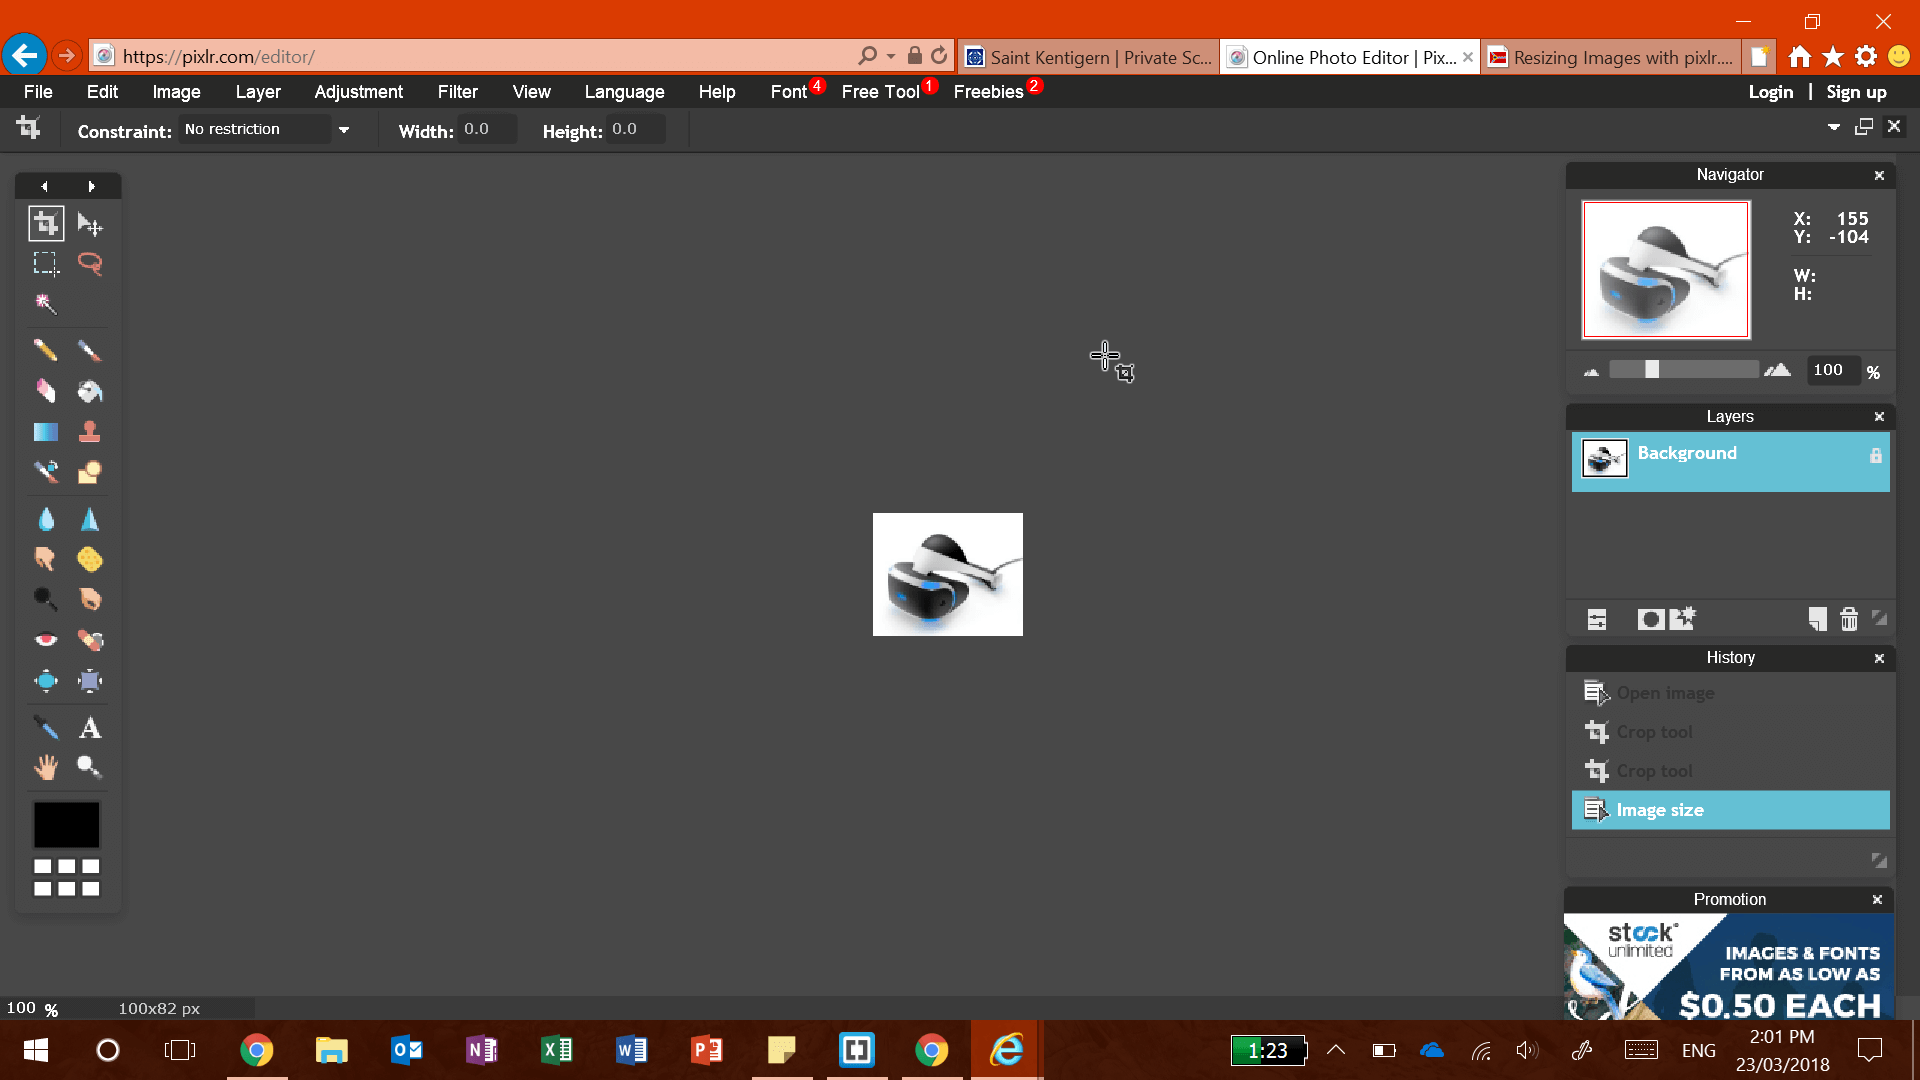 https://pixlr.com/editor/
Saint Kentigern | Private Sc...
Online Photo Editor | Pix...
Resizing Images with pixlr....
File Edit Image Layer Adjustment Filter View Language Help Font 4 Free Tool 1 Freebies 2 Login | Sign up
Constraint: No restriction Width: 0.0 Height: 0.0
Navigator
X: 155
Y: -104
W:
H:
100 %
Layers
Background
History
Open image
Crop tool
Crop tool
Image size
Promotion
stock
unlimited
IMAGES & FONTS
FROM AS LOW AS
$0.50 EACH
A
100 % 100x82 px
1:23
ENG
2:01 PM
23/03/2018